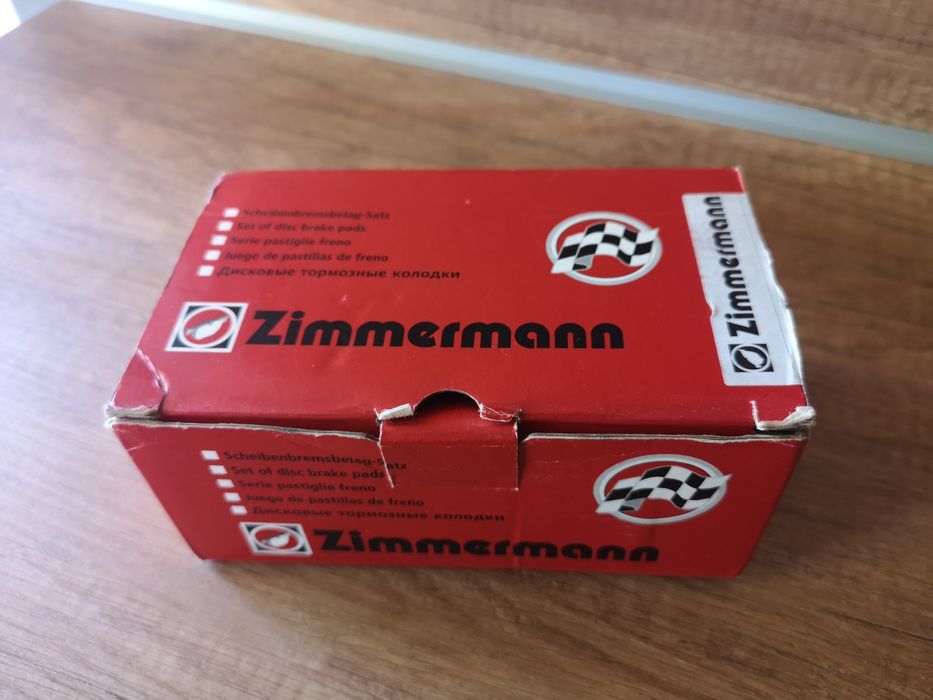 Scheibenbremsbelag-Satz
Set of disc brake pads
Serie pastiglie freno
Juego de pastillas de freno
Дисковые тормозные колодки
Zimmermann
Zimmermann
Scheibenbremsbelag-Satz
Set of disc brake pads
Serie pastiglie freno
Juego de pastillas de freno
Дисковые тормозные колодки
Zimmermann